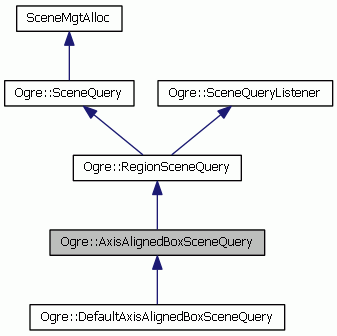 SceneMgtAlloc
Ogre::SceneQuery
Ogre::SceneQueryListener
Ogre::RegionSceneQuery
Ogre::AxisAlignedBoxSceneQuery
Ogre::DefaultAxisAlignedBoxSceneQuery